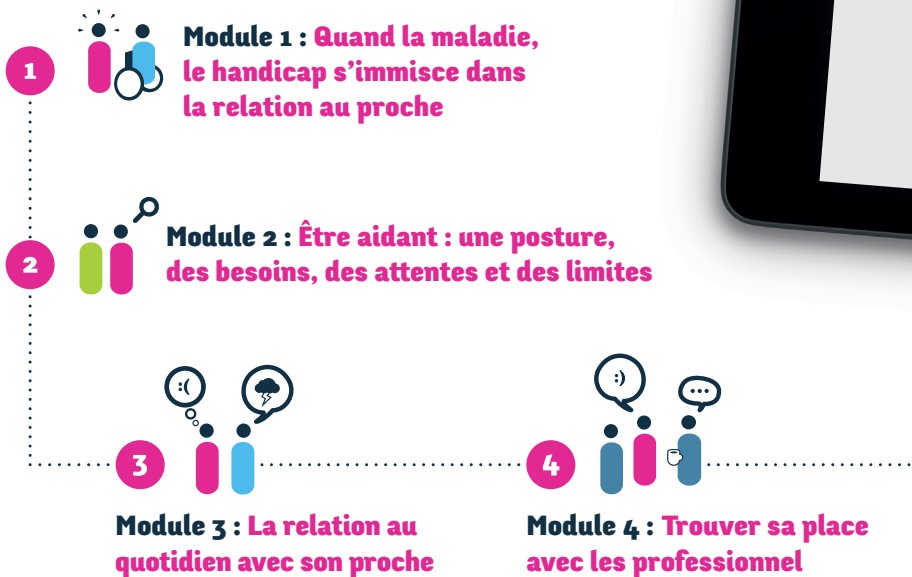 1
Module 1 : Quand la maladie,
le handicap s’immisce dans
la relation au proche
2
Module 2 : Être aidant : une posture,
des besoins, des attentes et des limites
:(
3
Module 3 : La relation au
quotidien avec son proche
:)
...
4
Module 4 : Trouver sa place
avec les professionnel